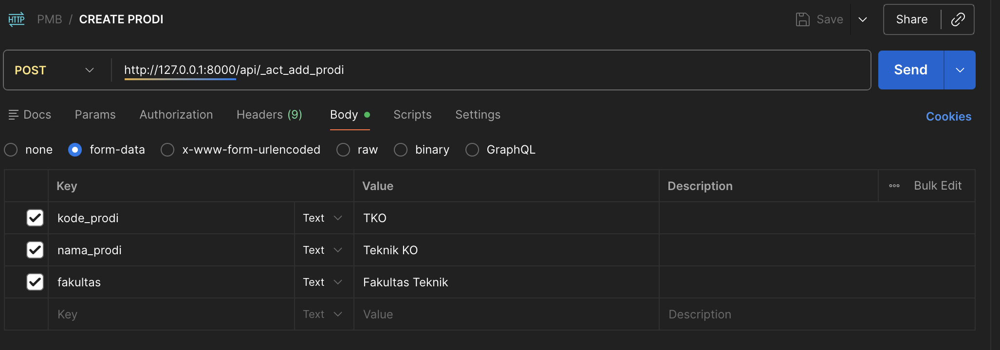 HTTP PMB / CREATE PRODI Save Share
POST http://127.0.0.1:8000/api/_act_add_prodi Send
Docs Params Authorization Headers (9) Body Scripts Settings Cookies
none form-data x-www-form-urlencoded raw binary GraphQL
Key Value Description Bulk Edit
kode_prodi Text TKO
nama_prodi Text Teknik KO
fakultas Text Fakultas Teknik
Key Text Value Description